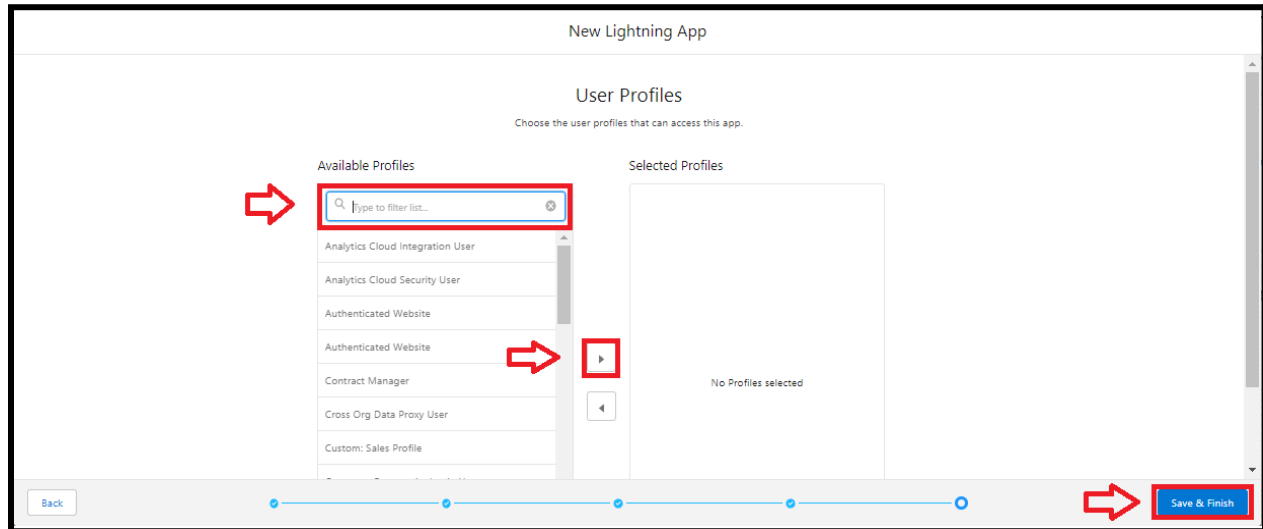 New Lightning App
User Profiles
Choose the user profiles that can access this app.
Available Profiles
Selected Profiles
Type to filter list...
Analytics Cloud Integration User
Analytics Cloud Security User
Authenticated Website
Authenticated Website
Contract Manager
Cross Org Data Proxy User
Custom: Sales Profile
No Profiles selected
Back
Save & Finish